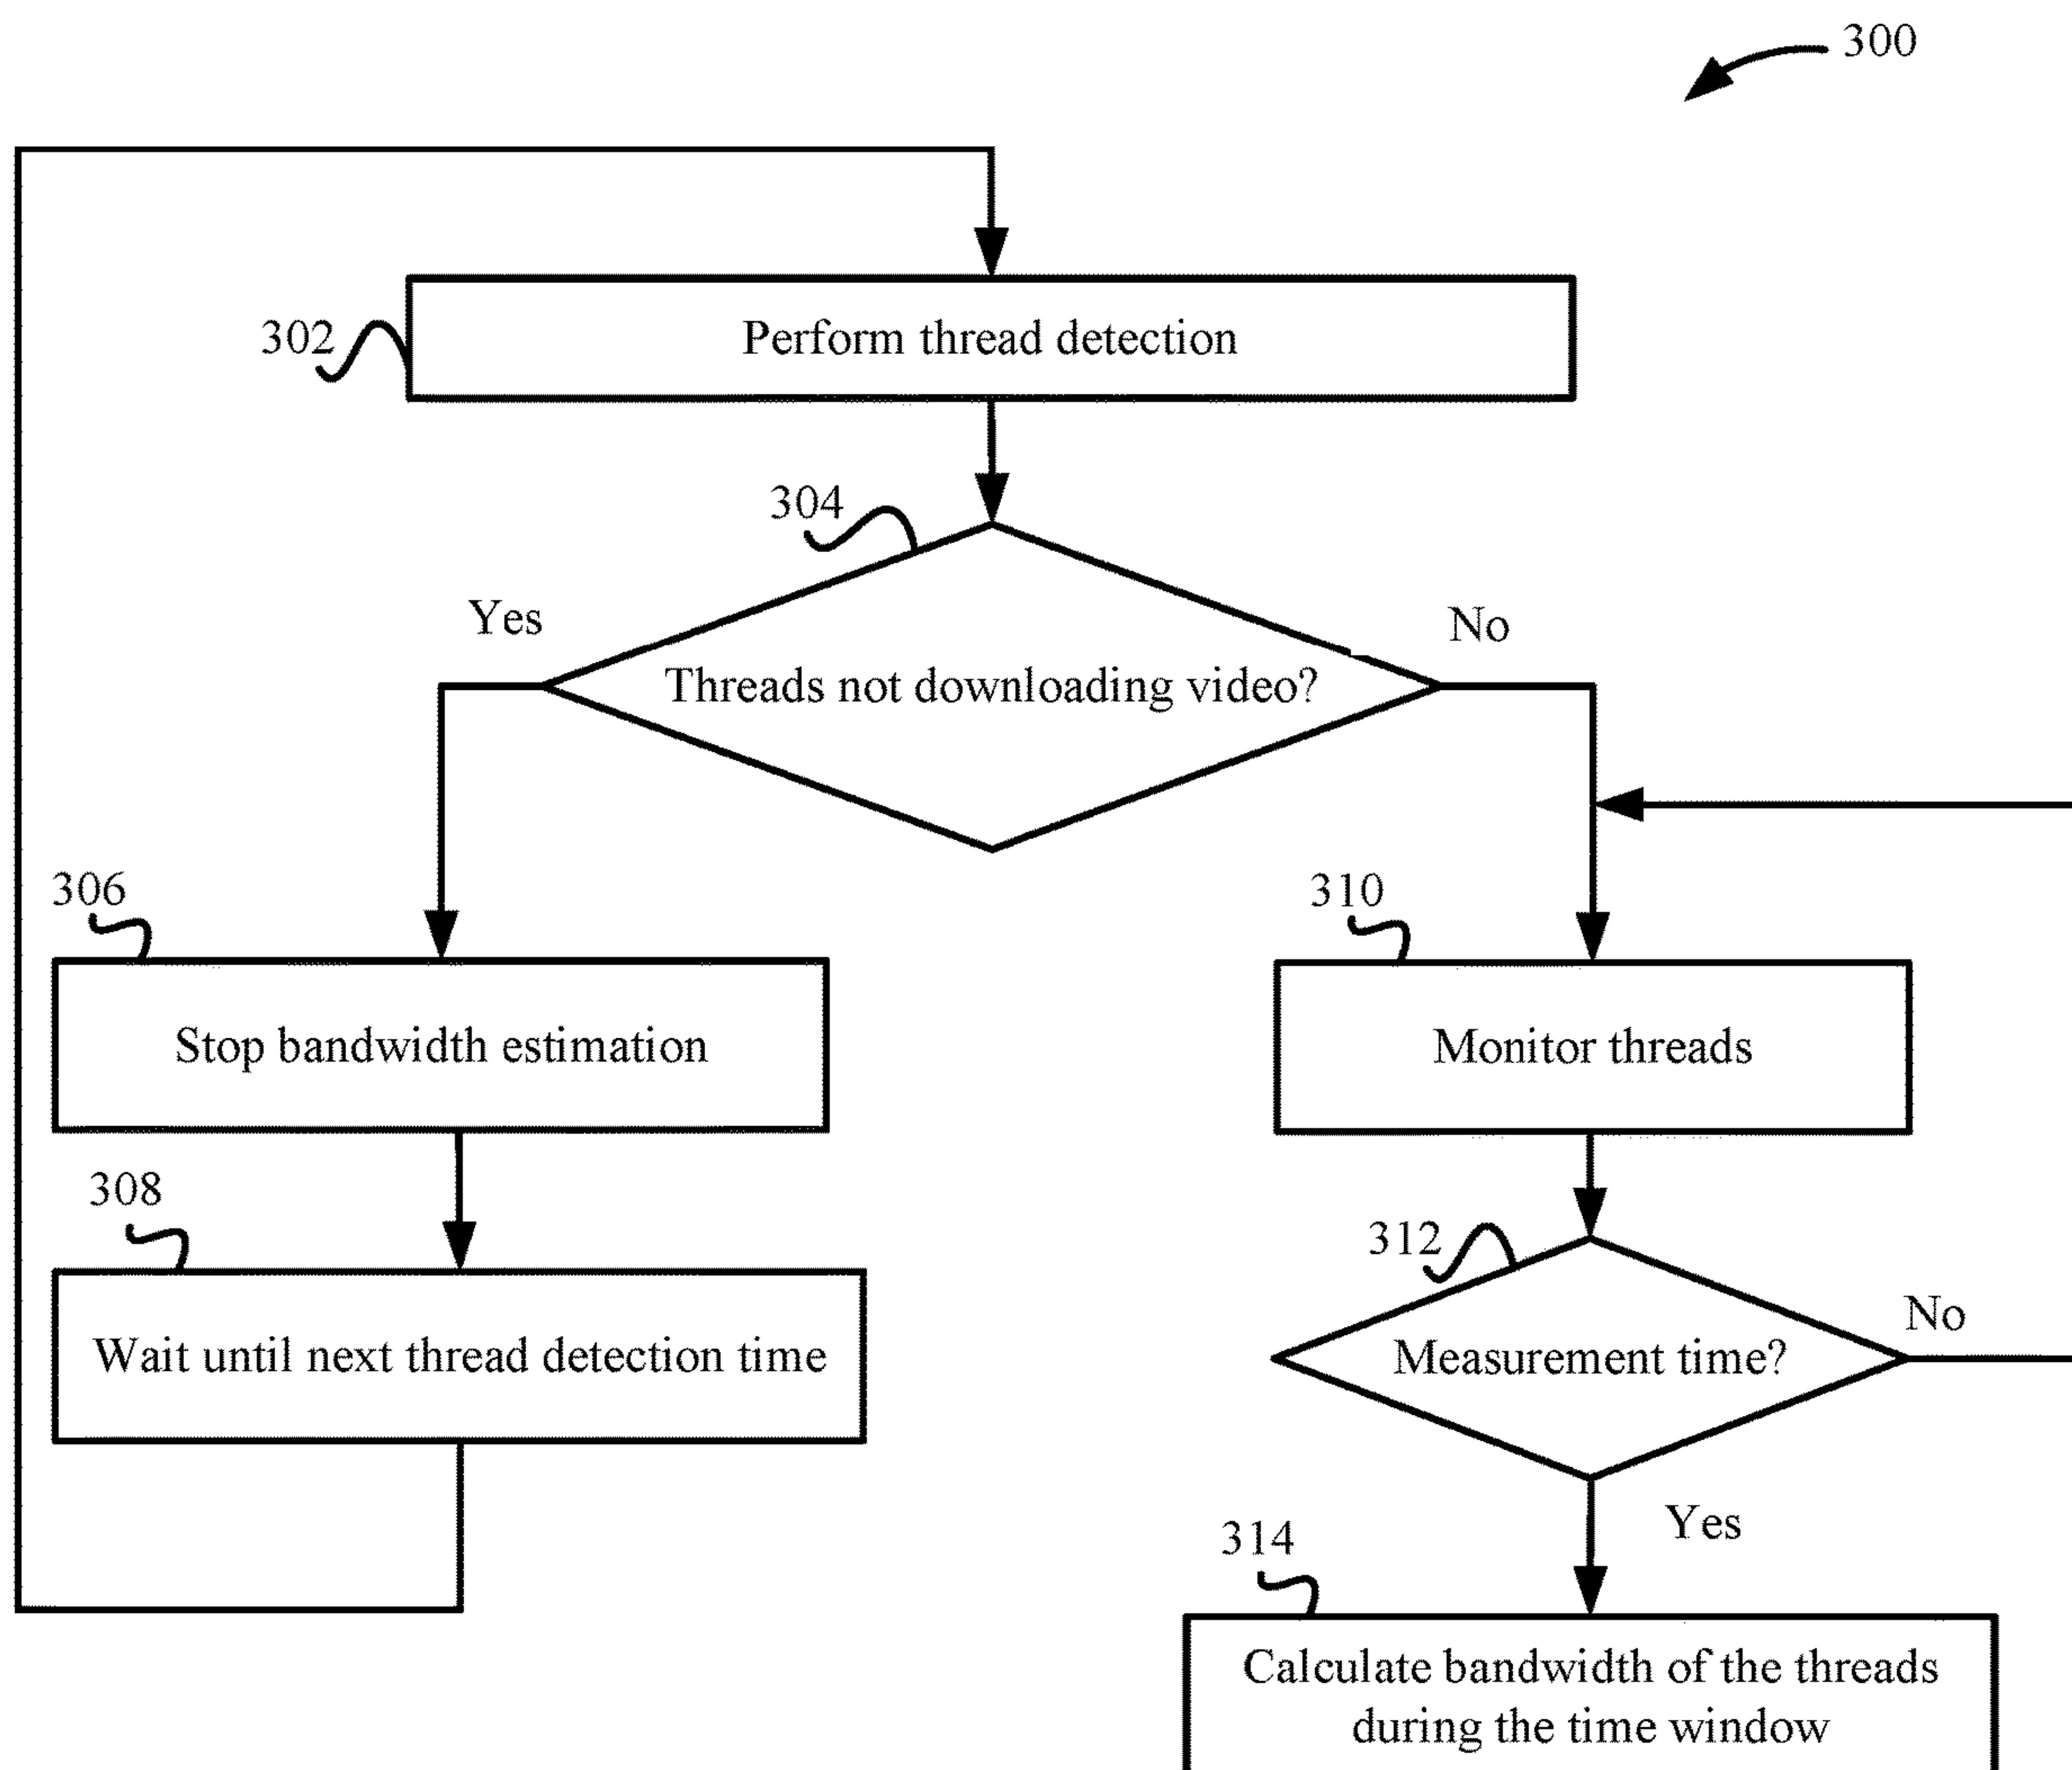 300
302
Perform thread detection
304
Yes
No
Threads not downloading video?
306
310
Stop bandwidth estimation
Monitor threads
308
312
No
Wait until next thread detection time
Measurement time?
Yes
314
Calculate bandwidth of the threads
during the time window